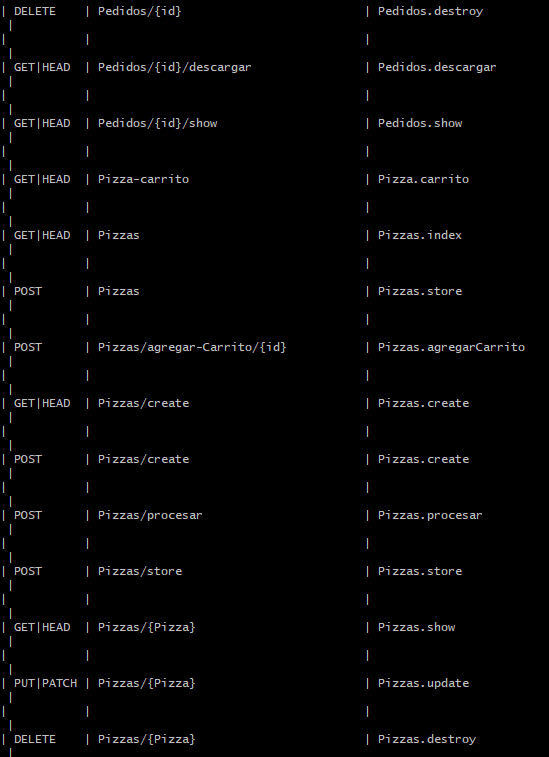 | DELETE | Pedidos/{id} | Pedidos.destroy
|
| | |
|
| GET|HEAD | Pedidos/{id}/descargar | Pedidos.descargar
|
| | |
|
| GET|HEAD | Pedidos/{id}/show | Pedidos.show
|
| | |
|
| GET|HEAD | Pizza-carrito | Pizza.carrito
|
| | |
|
| GET|HEAD | Pizzas | Pizzas.index
|
| | |
|
| POST | Pizzas | Pizzas.store
|
| | |
|
| POST | Pizzas/agregar-Carrito/{id} | Pizzas.agregarCarrito
|
| | |
|
| GET|HEAD | Pizzas/create | Pizzas.create
|
| | |
|
| POST | Pizzas/create | Pizzas.create
|
| | |
|
| POST | Pizzas/procesar | Pizzas.procesar
|
| | |
|
| POST | Pizzas/store | Pizzas.store
|
| | |
|
| GET|HEAD | Pizzas/{Pizza} | Pizzas.show
|
| | |
|
| PUT|PATCH | Pizzas/{Pizza} | Pizzas.update
|
| | |
|
| DELETE | Pizzas/{Pizza} | Pizzas.destroy
|